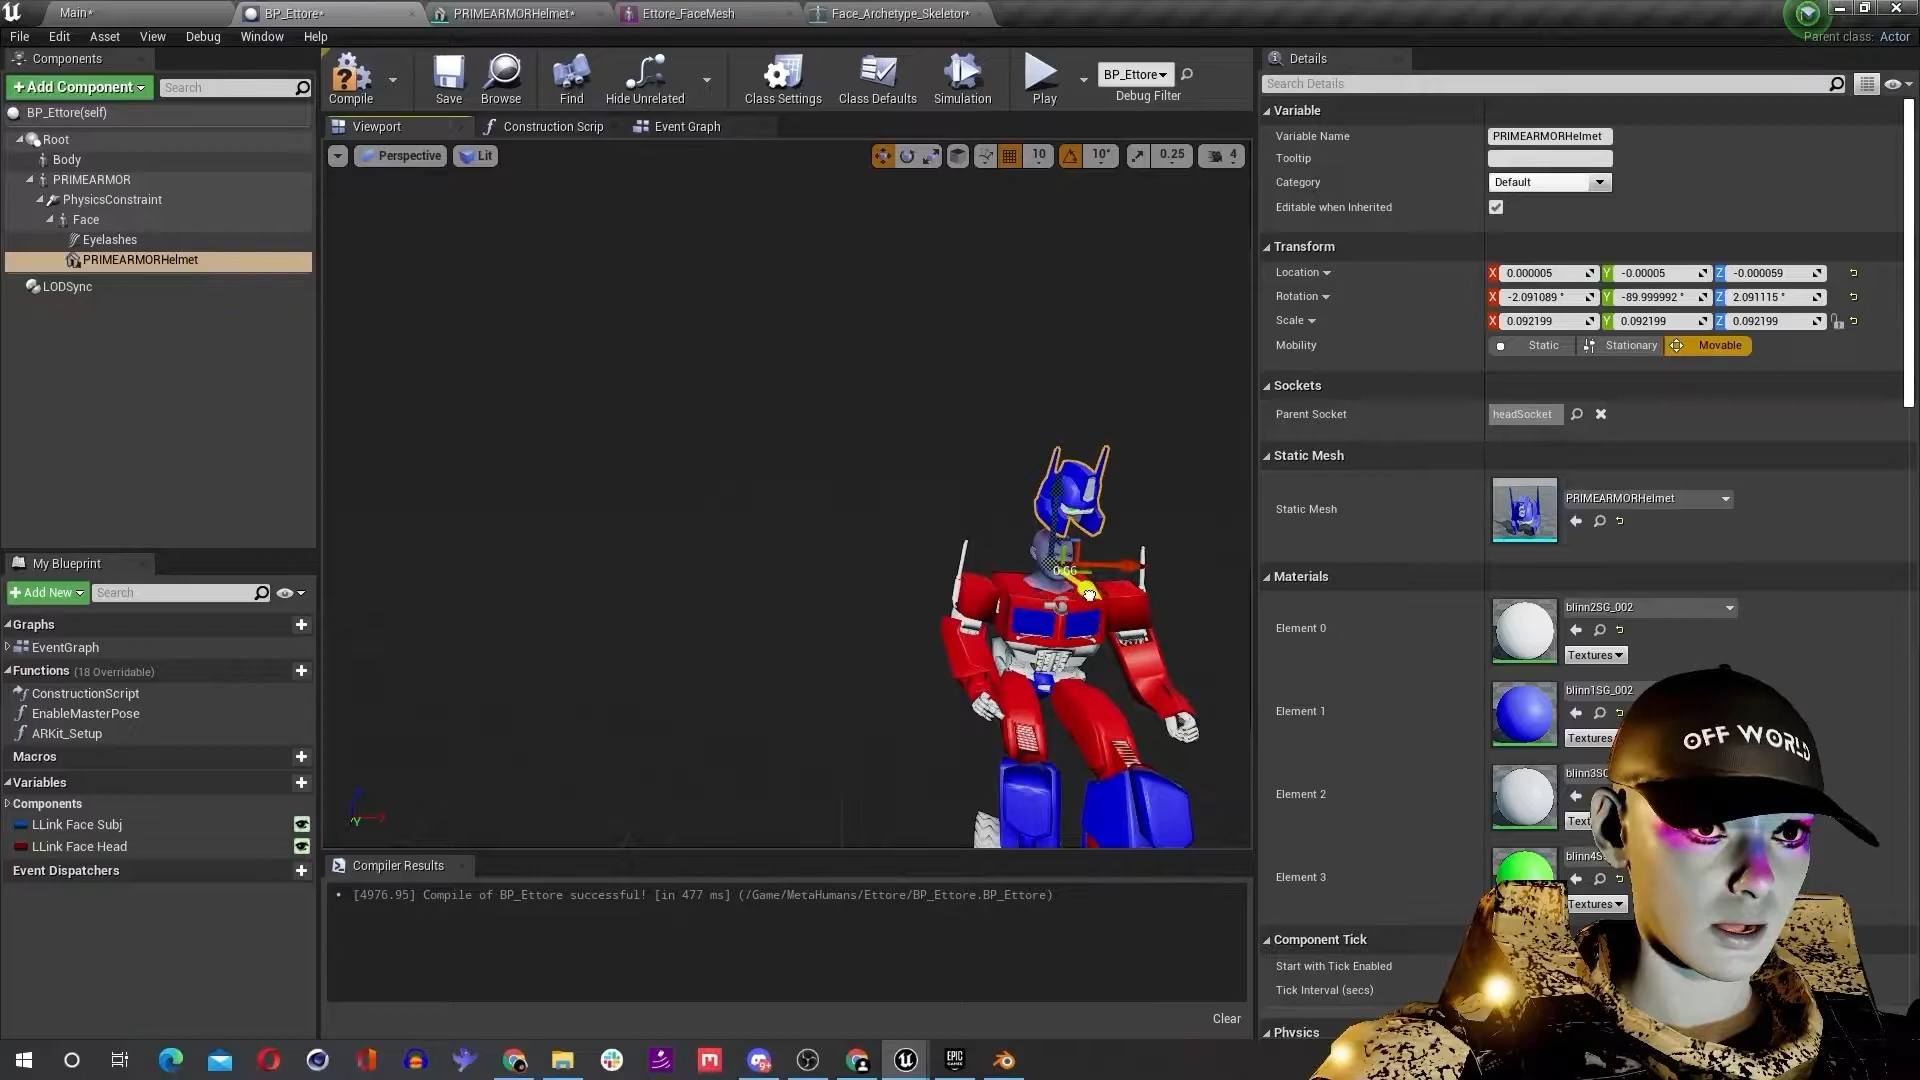 Main*
BP_Ettore*
PRIMEARMORHelmet*
Ettore_FaceMesh
Face_Archetype_Skeletor*
File Edit Asset View Debug Window Help
Parent class: Actor
Components
+Add Component
Search
BP_Ettore(self)
Root
Body
PRIMEARMOR
PhysicsConstraint
Face
Eyelashes
PRIMEARMORHelmet
LODSync
Compile
Save
Browse
Find
Hide Unrelated
Class Settings
Class Defaults
Simulation
Play
BP_Ettore
Debug Filter
Viewport
Construction Scrip
Event Graph
Perspective
Lit
10
10°
0.25
4
0.66
Compiler Results
[4976.95] Compile of BP_Ettore successful! [in 477 ms] (/Game/MetaHumans/Ettore/BP_Ettore.BP_Ettore)
Clear
My Blueprint
+Add New
Search
Graphs
EventGraph
Functions (18 Overridable)
ConstructionScript
EnableMasterPose
ARKit_Setup
Macros
Variables
Components
LLink Face Subj
LLink Face Head
Event Dispatchers
Details
Search Details
Variable
Variable Name PRIMEARMORHelmet
Tooltip
Category Default
Editable when Inherited
Transform
Location X 0.000005 Y -0.00005 Z -0.000059
Rotation X -2.091089 ° Y -89.999992 ° Z 2.091115 °
Scale X 0.092199 Y 0.092199 Z 0.092199
Mobility Static Stationary Movable
Sockets
Parent Socket headSocket
Static Mesh
Static Mesh PRIMEARMORHelmet
Materials
Element 0 blinn2SG_002
Textures
Element 1 blinn1SG_002
Textures
Element 2
Element 3
Textures
Component Tick
Start with Tick Enabled
Tick Interval (secs)
Physics
OFF WORLD
EPIC GAMES